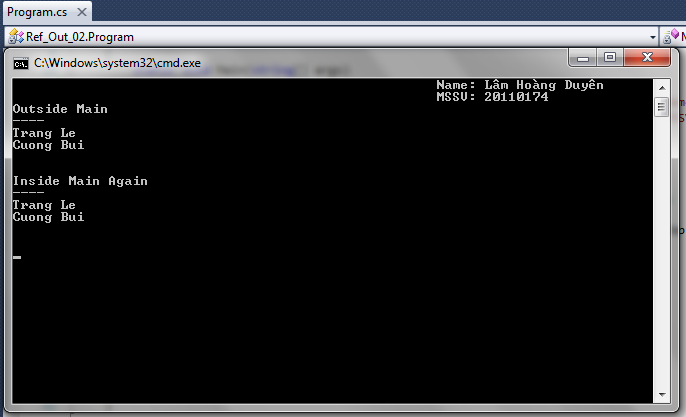 Program.cs
Ref_Out_02.Program
C:\Windows\system32\cmd.exe
Name: Lâm Hoàng Duyên
MSSV: 20110174
Outside Main
----
Trang Le
Cuong Bui
Inside Main Again
----
Trang Le
Cuong Bui